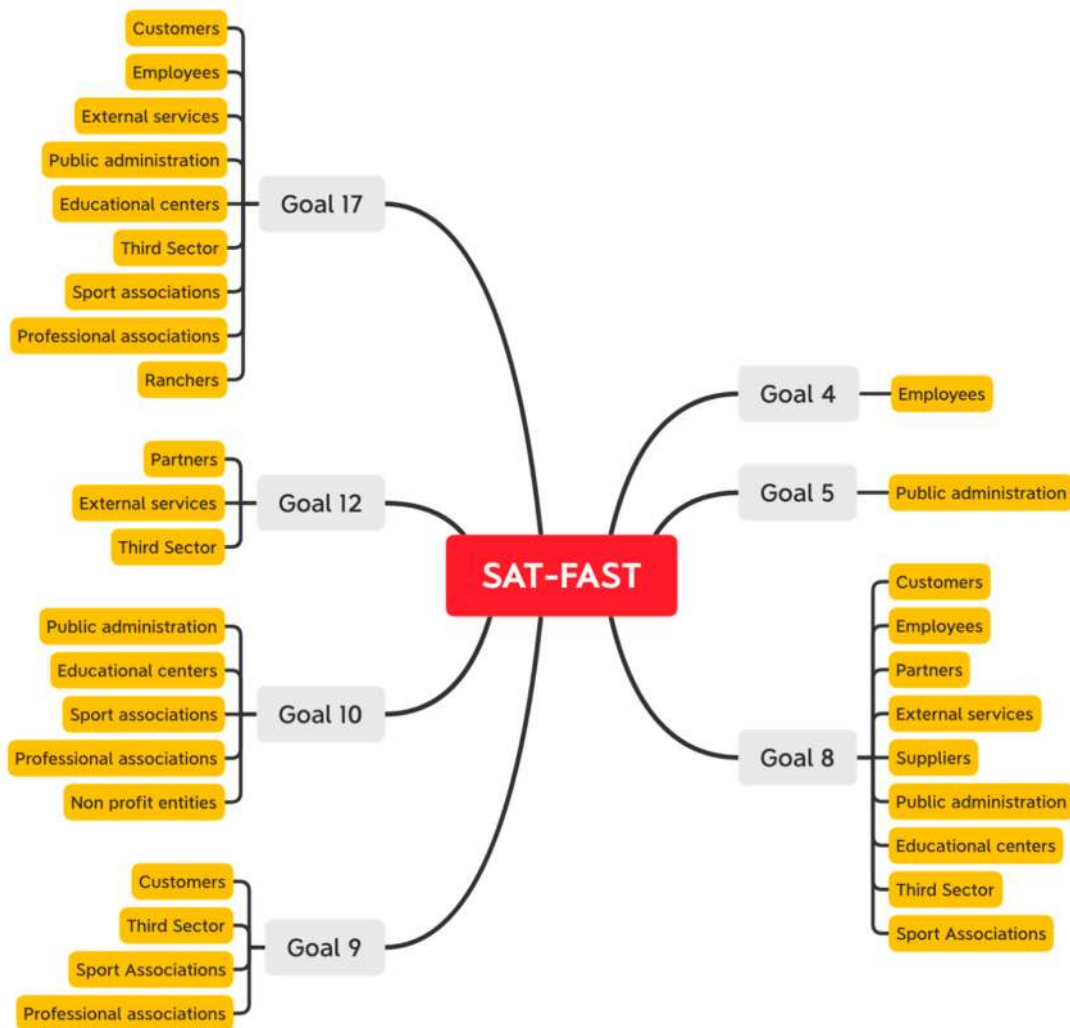 Customers
Employees
External services
Public administration
Educational centers
Third Sector
Sport associations
Professional associations
Ranchers
Goal 17
Partners
External services
Third Sector
Goal 12
Public administration
Educational centers
Sport associations
Professional associations
Non profit entities
Goal 10
Customers
Third Sector
Sport Associations
Professional associations
Goal 9
SAT-FAST
Goal 4
Employees
Goal 5
Public administration
Goal 8
Customers
Employees
Partners
External services
Suppliers
Public administration
Educational centers
Third Sector
Sport Associations